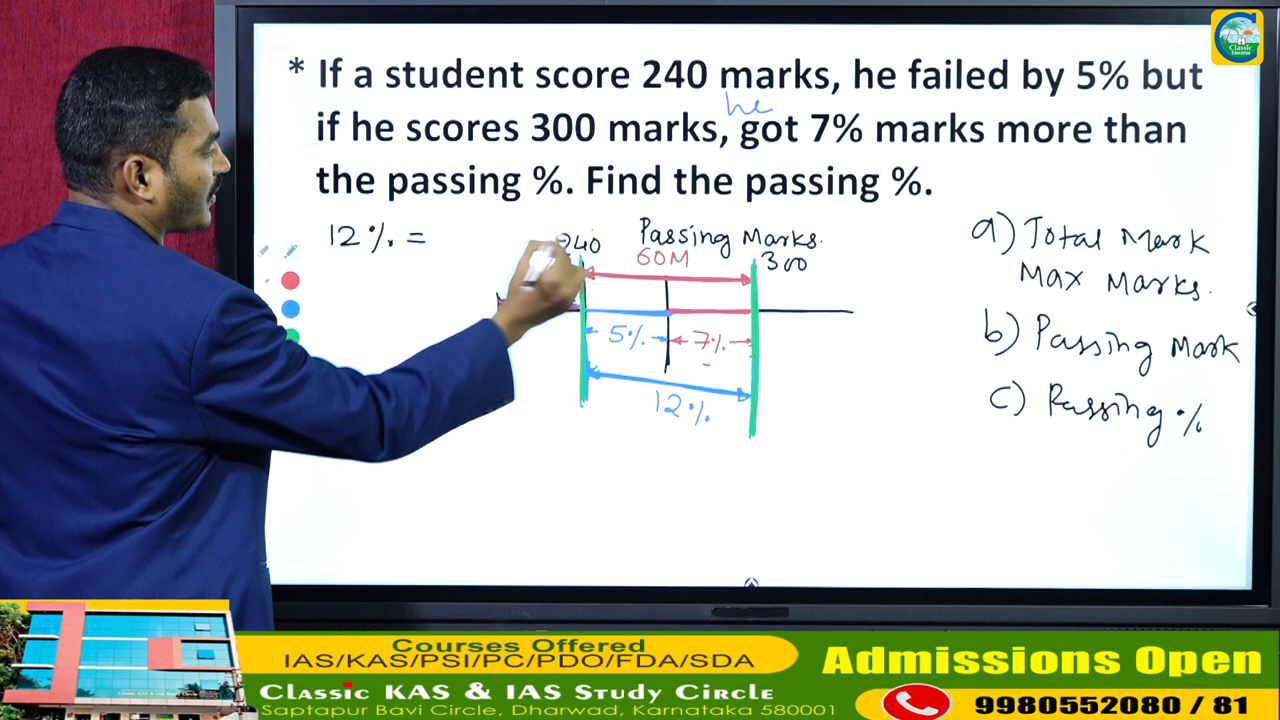 * If a student score 240 marks, he failed by 5% but
he
if he scores 300 marks, got 7% marks more than
the passing %. Find the passing %.
12% =
240
Passing Marks.
60M
300
5%
7%
12%
a) Total Mark
Max Marks.
b) Passing Mark
c) Passing %
Classic
Education
Courses Offered
IAS/KAS/PSI/PC/PDO/FDA/SDA
Classic KAS & IAS Study Circle
Saptapur Bavi Circle, Dharwad, Karnataka 580001
Admissions Open
9980552080 / 81